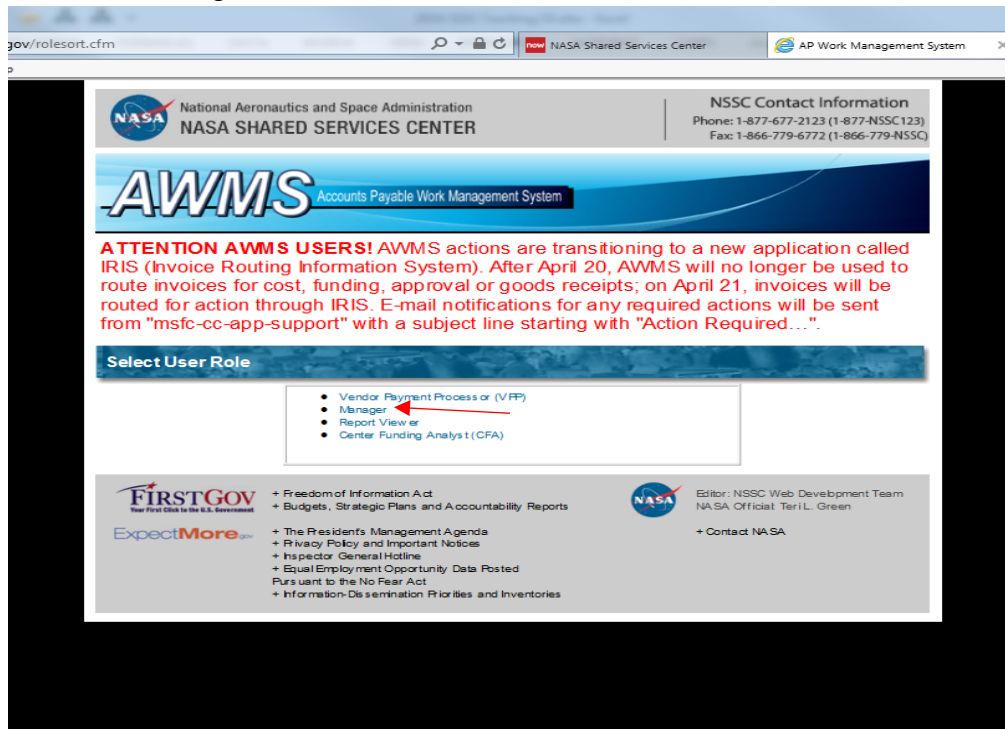 gov/rolesort.cfm
NASA Shared Services Center
AP Work Management System
NASA
National Aeronautics and Space Administration
NASA SHARED SERVICES CENTER
NSSC Contact Information
Phone: 1-877-677-2123 (1-877-NSSC123)
Fax: 1-866-779-6772 (1-866-779-NSSC)
AWMS Accounts Payable Work Management System
ATTENTION AWMS USERS! AWMS actions are transitioning to a new application called
IRIS (Invoice Routing Information System). After April 20, AWMS will no longer be used to
route invoices for cost, funding, approval or goods receipts; on April 21, invoices will be
routed for action through IRIS. E-mail notifications for any required actions will be sent
from "msfc-cc-app-support" with a subject line starting with "Action Required…".
Select User Role
Vendor Payment Processor (VPP)
Manager
Report Viewer
Center Funding Analyst (CFA)
FIRSTGOV
Your First Click to the U.S. Government
+ Freedom of Information Act
+ Budgets, Strategic Plans and Accountability Reports
ExpectMore.gov
+ The President's Management Agenda
+ Privacy Policy and Important Notices
+ Inspector General Hotline
+ Equal Employment Opportunity Data Posted
Pursuant to the No Fear Act
+ Information-Dissemination Priorities and Inventories
NASA
Editor: NSSC Web Development Team
NASA Official: Teri L. Green
+ Contact NASA